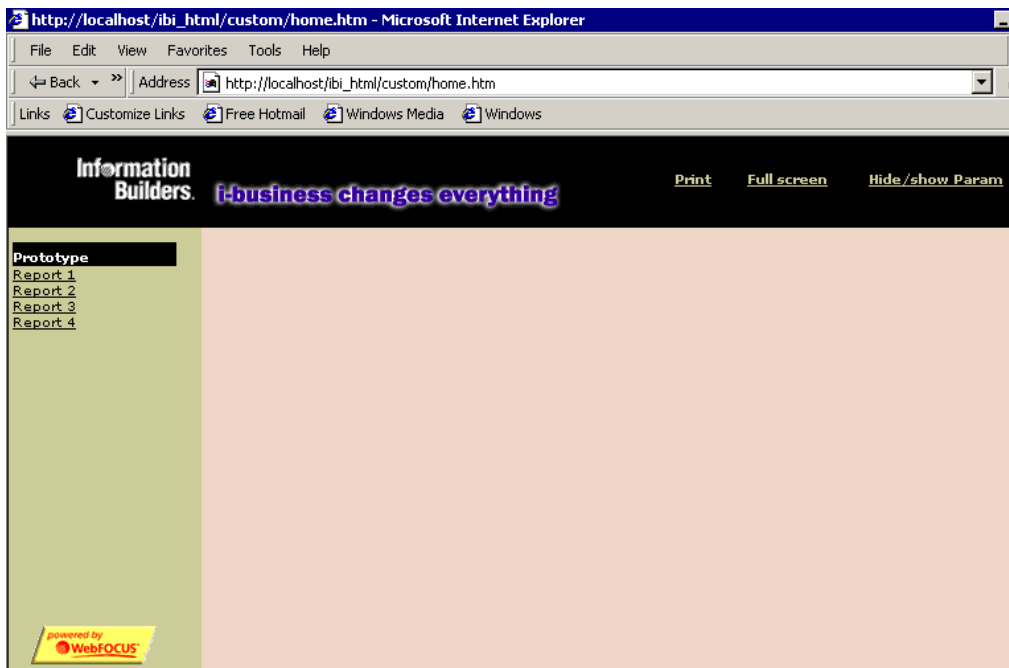 http://localhost/ibi_html/custom/home.htm - Microsoft Internet Explorer
File Edit View Favorites Tools Help
Back » Address http://localhost/ibi_html/custom/home.htm
Links Customize Links Free Hotmail Windows Media Windows
Information
Builders.
i-business changes everything
Print Full screen Hide/show Param
Prototype
Report 1
Report 2
Report 3
Report 4
powered by
WebFOCUS